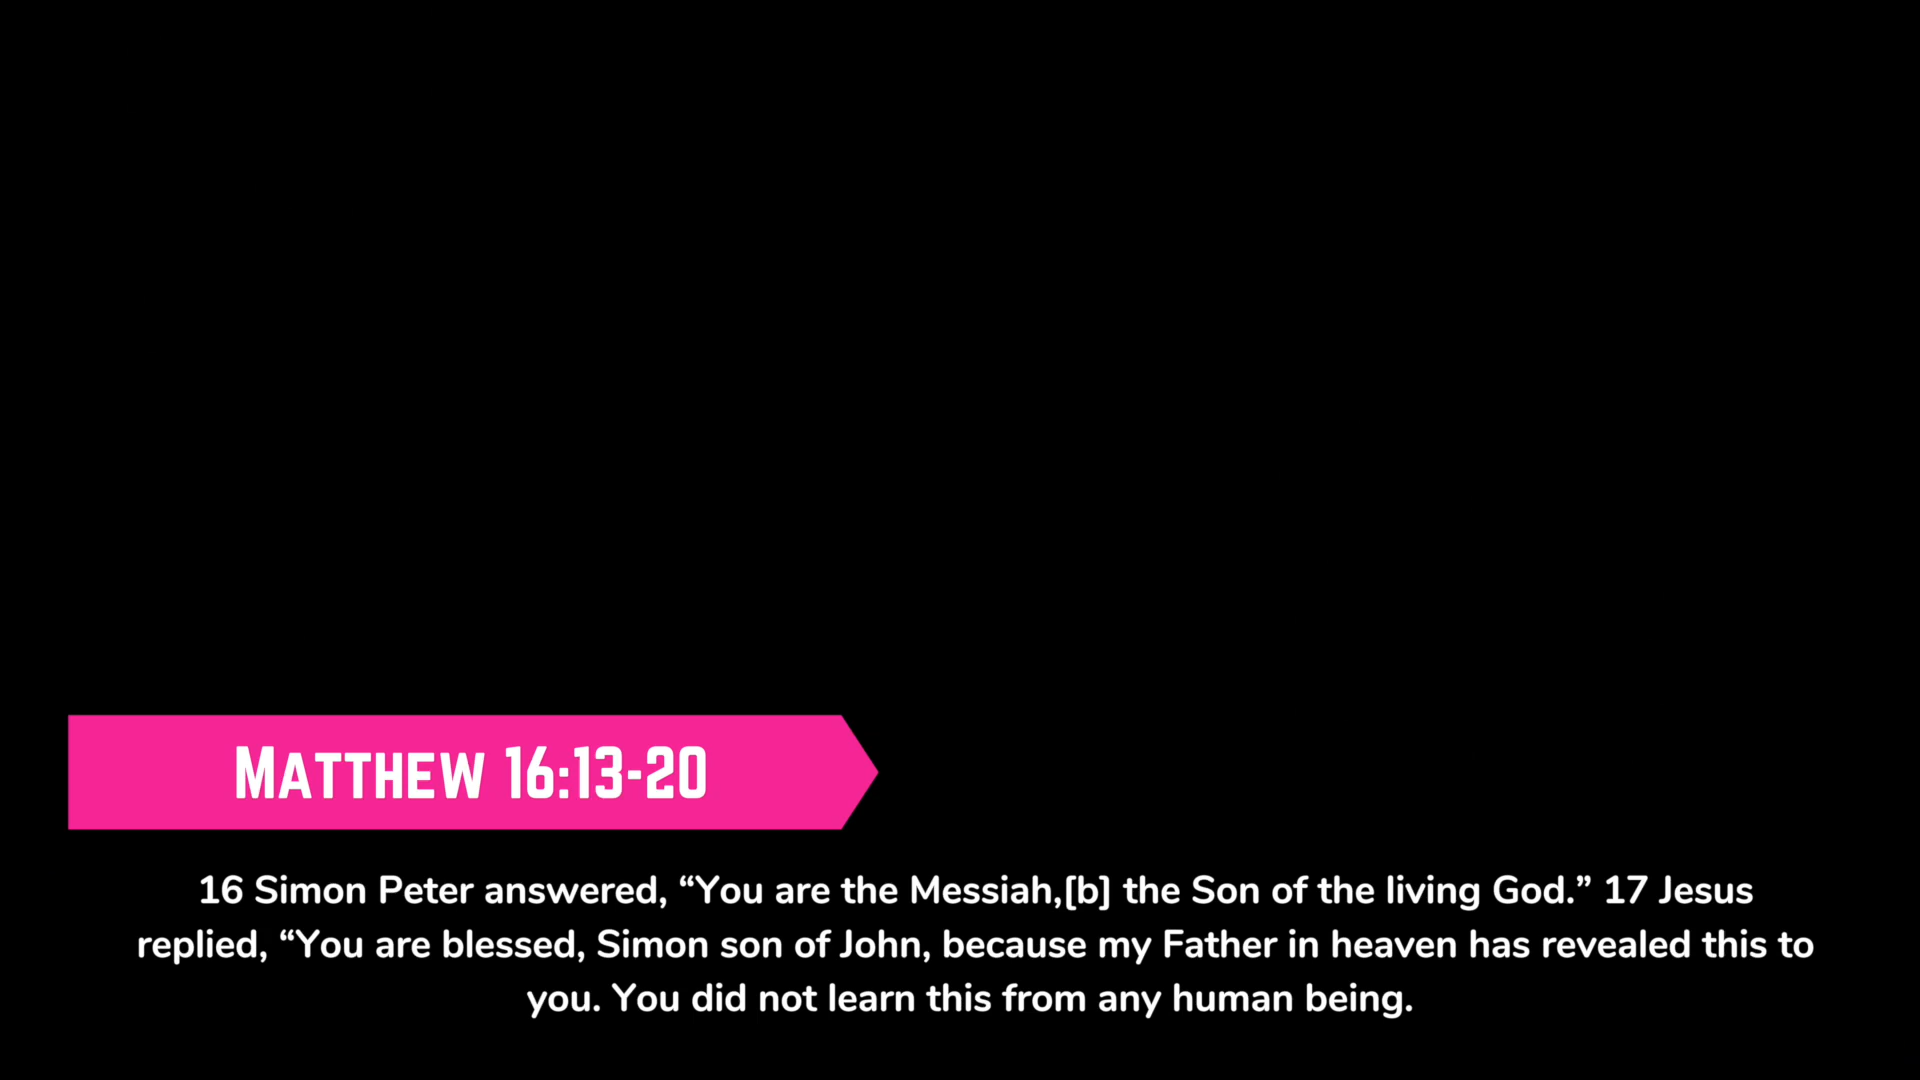 Matthew 16:13-20
16 Simon Peter answered, “You are the Messiah,[b] the Son of the living God.” 17 Jesus
replied, “You are blessed, Simon son of John, because my Father in heaven has revealed this to
you. You did not learn this from any human being.